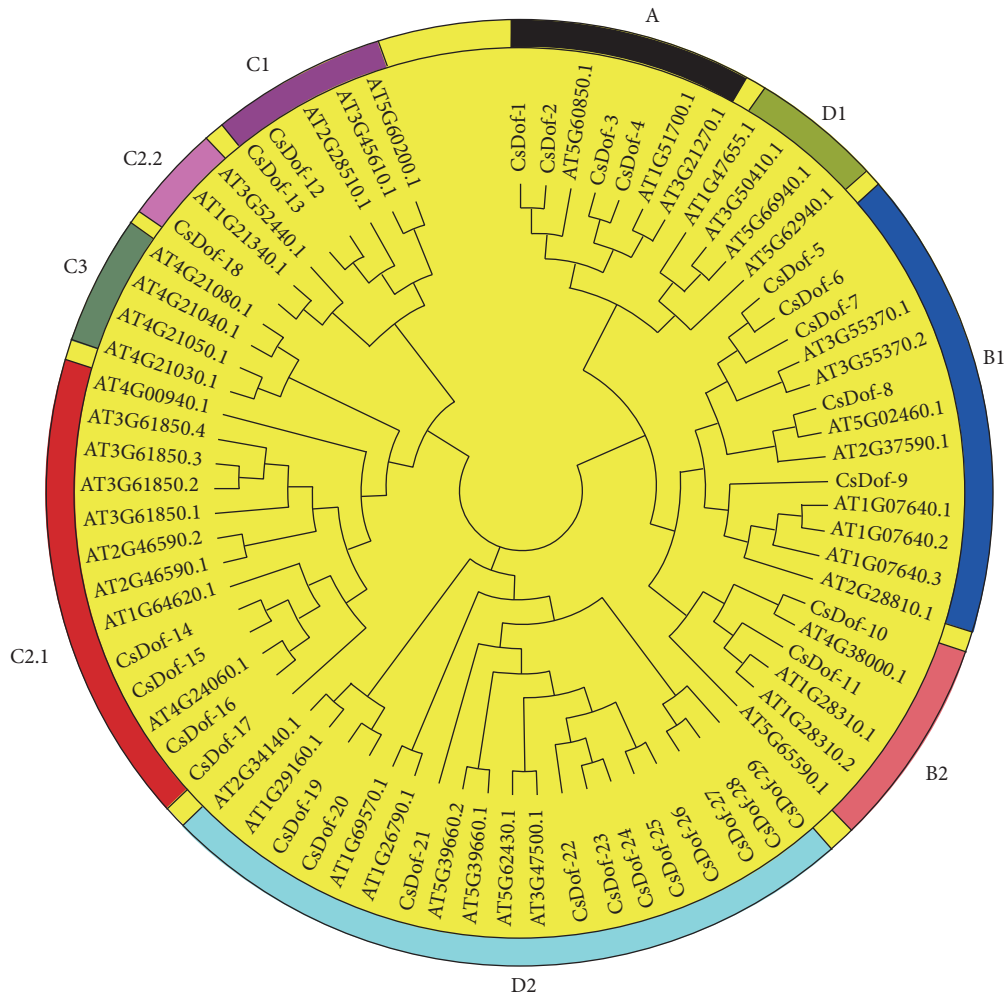 A
D1
B1
B2
D2
C2.1
C3
C2.2
C1
CsDof-1
CsDof-2
AT5G60850.1
CsDof-3
CsDof-4
AT1G51700.1
AT3G21270.1
AT1G47655.1
AT3G50410.1
AT5G66940.1
AT5G62940.1
CsDof-5
CsDof-6
CsDof-7
AT3G55370.1
AT3G55370.2
CsDof-8
AT5G02460.1
AT2G37590.1
CsDof-9
AT1G07640.1
AT1G07640.2
AT1G07640.3
AT2G28810.1
CsDof-10
AT4G38000.1
CsDof-11
AT1G28310.1
AT1G28310.2
AT5G65590.1
CsDof-29
CsDof-28
CsDof-27
CsDof-26
CsDof-25
CsDof-24
CsDof-23
CsDof-22
AT3G47500.1
AT5G62430.1
AT5G39660.1
AT5G39660.2
CsDof-21
AT1G26790.1
AT1G69570.1
CsDof-20
CsDof-19
AT1G29160.1
AT2G34140.1
CsDof-17
CsDof-16
AT4G24060.1
CsDof-15
CsDof-14
AT1G64620.1
AT2G46590.1
AT2G46590.2
AT3G61850.1
AT3G61850.2
AT3G61850.3
AT3G61850.4
AT4G00940.1
AT4G21030.1
AT4G21050.1
AT4G21040.1
AT4G21080.1
CsDof-18
AT1G21340.1
AT3G52440.1
CsDof-13
CsDof-12
AT2G28510.1
AT3G45610.1
AT5G60200.1